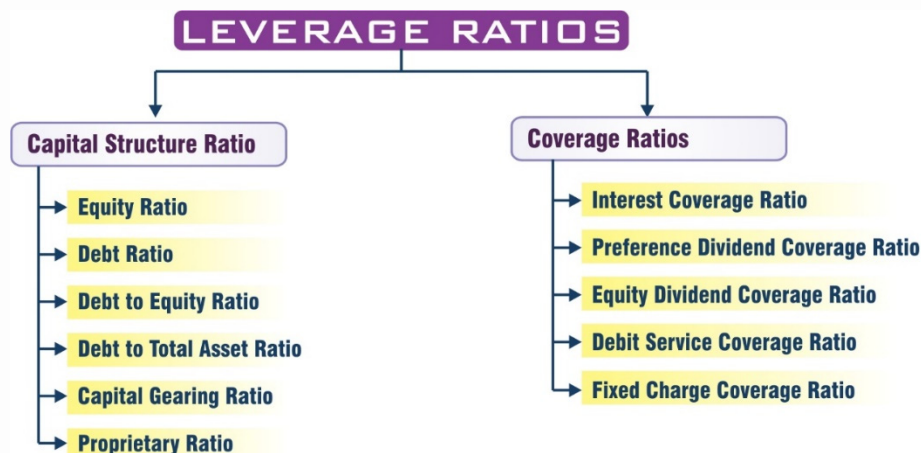 LEVERAGE RATIOS
Capital Structure Ratio
Equity Ratio
Debt Ratio
Debt to Equity Ratio
Debt to Total Asset Ratio
Capital Gearing Ratio
Proprietary Ratio
Coverage Ratios
Interest Coverage Ratio
Preference Dividend Coverage Ratio
Equity Dividend Coverage Ratio
Debit Service Coverage Ratio
Fixed Charge Coverage Ratio